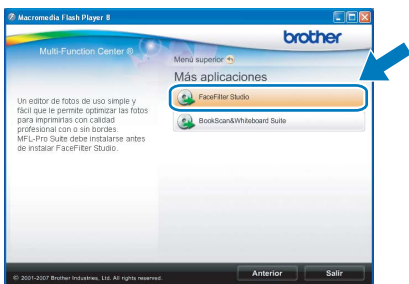 Macromedia Flash Player 8
brother
Multi-Function Center ®
Menú superior
Más aplicaciones
FaceFilter Studio
BookScan&Whiteboard Suite
Un editor de fotos de uso simple y
fácil que le permite optimizar las fotos
para imprimirlas con calidad
profesional con o sin bordes.
MFL-Pro Suite debe instalarse antes
de instalar FaceFilter Studio.
© 2001-2007 Brother Industries, Ltd. All rights reserved.
Anterior
Salir